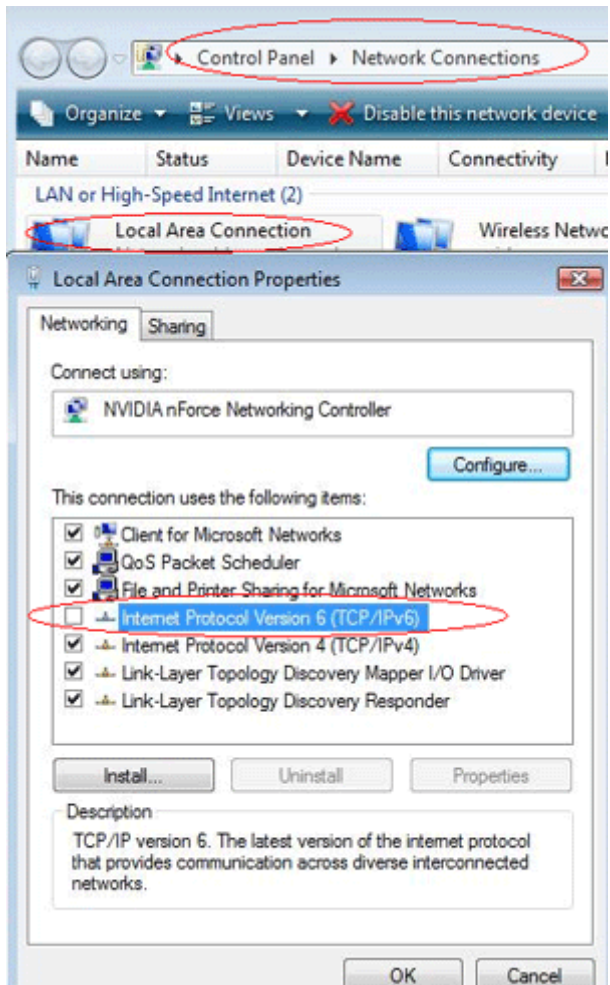 Control Panel ▸ Network Connections
Organize Views Disable this network device
Name Status Device Name Connectivity
LAN or High-Speed Internet (2)
Local Area Connection Wireless
Local Area Connection Properties
Networking Sharing
Connect using:
NVIDIA nForce Networking Controller
Configure...
This connection uses the following items:
Client for Microsoft Networks
QoS Packet Scheduler
File and Printer Sharing for Microsoft Networks
Internet Protocol Version 6 (TCP/IPv6)
Internet Protocol Version 4 (TCP/IPv4)
Link-Layer Topology Discovery Mapper I/O Driver
Link-Layer Topology Discovery Responder
Install... Uninstall Properties
Description
TCP/IP version 6. The latest version of the internet protocol
that provides communication across diverse interconnected
networks.
OK Cancel